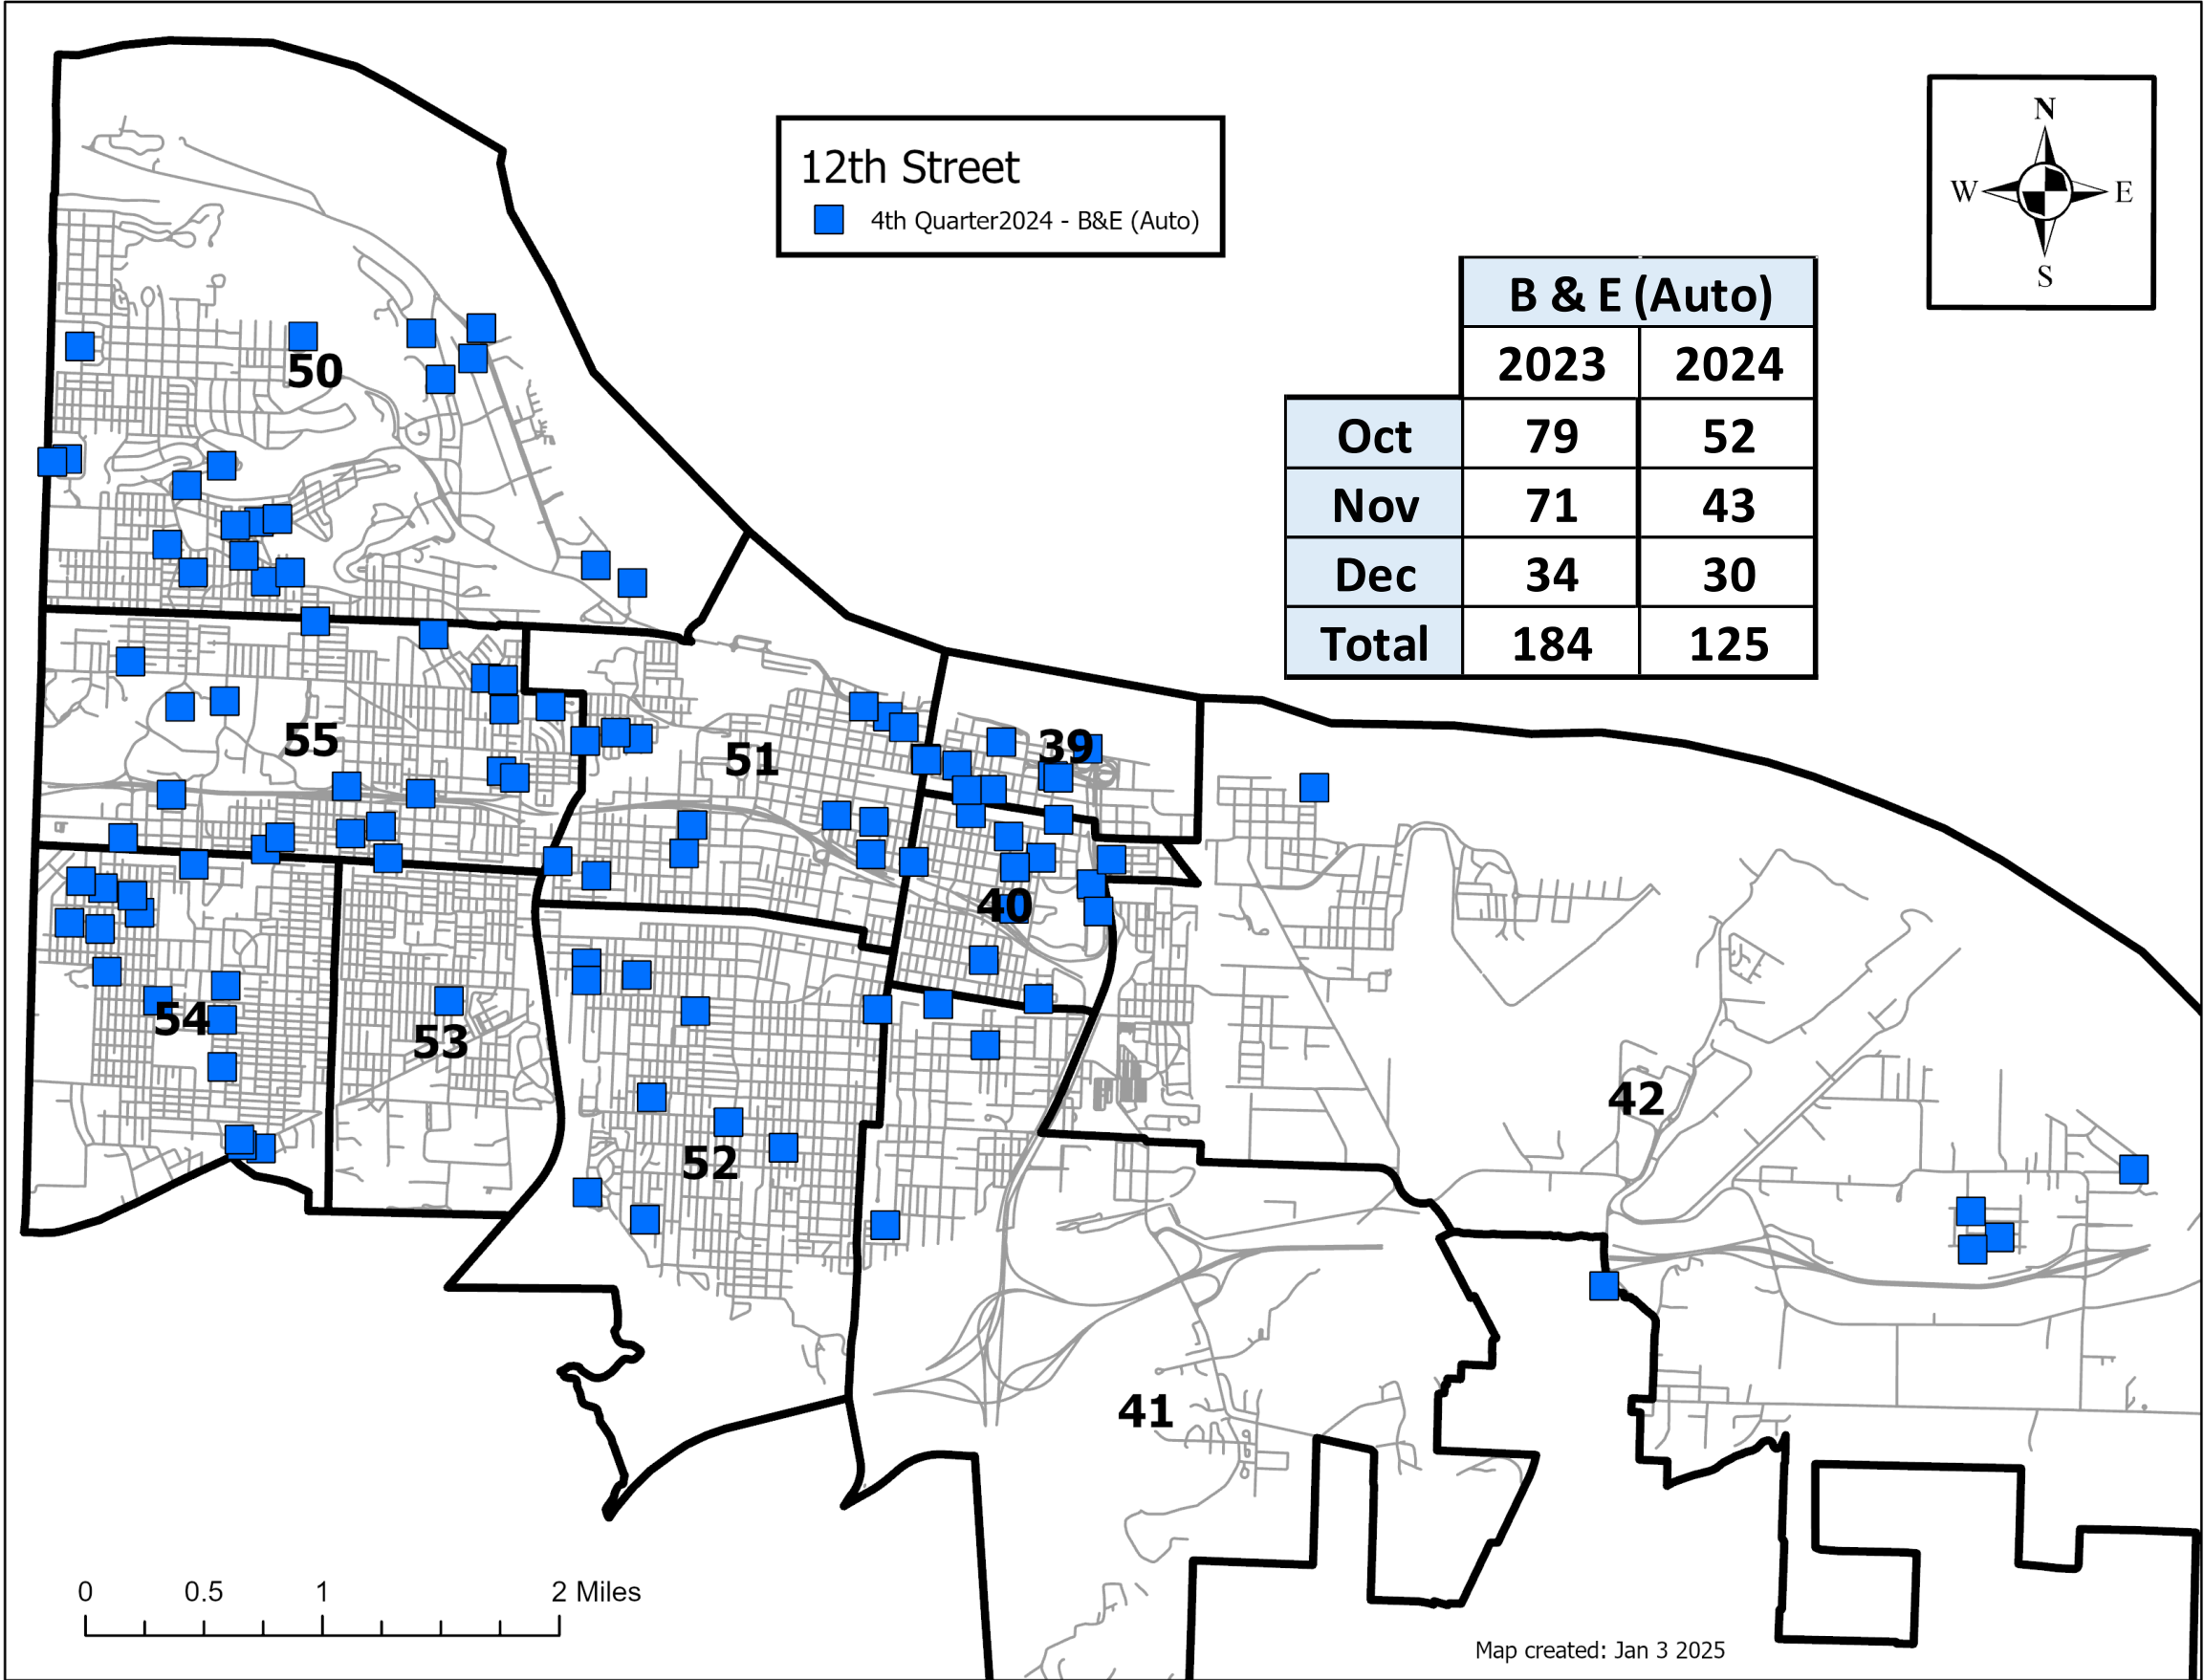 12th Street
4th Quarter2024 - B&E (Auto)
N
W E
S
B & E (Auto)
2023 2024
Oct 79 52
Nov 71 43
Dec 34 30
Total 184 125
50
55
51
39
40
54
53
52
42
41
0 0.5 1 2 Miles
Map created: Jan 3 2025